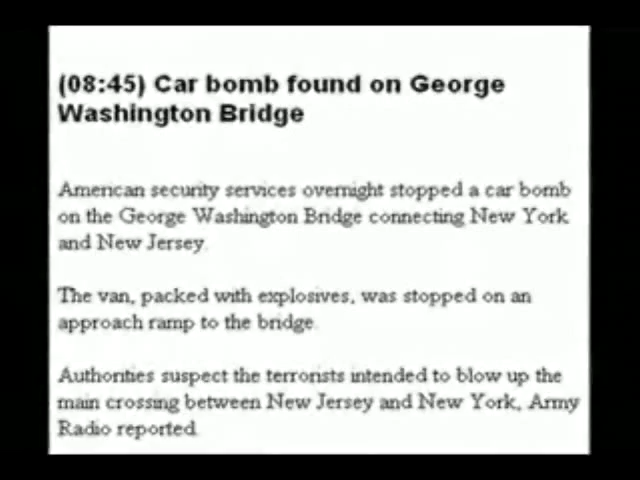 (08:45) Car bomb found on George
Washington Bridge
American security services overnight stopped a car bomb
on the George Washington Bridge connecting New York
and New Jersey.
The van, packed with explosives, was stopped on an
approach ramp to the bridge.
Authorities suspect the terrorists intended to blow up the
main crossing between New Jersey and New York, Army
Radio reported.